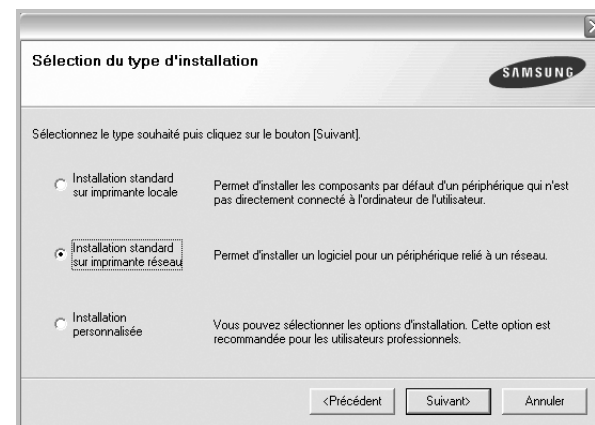 Sélection du type d'installation
SAMSUNG
Sélectionnez le type souhaité puis cliquez sur le bouton [Suivant].
Installation standard
sur imprimante locale
Permet d'installer les composants par défaut d'un périphérique qui n'est
pas directement connecté à l'ordinateur de l'utilisateur.
Installation standard
sur imprimante réseau
Permet d'installer un logiciel pour un périphérique relié à un réseau.
Installation
personnalisée
Vous pouvez sélectionner les options d'installation. Cette option est
recommandée pour les utilisateurs professionnels.
<Précédent
Suivant>
Annuler